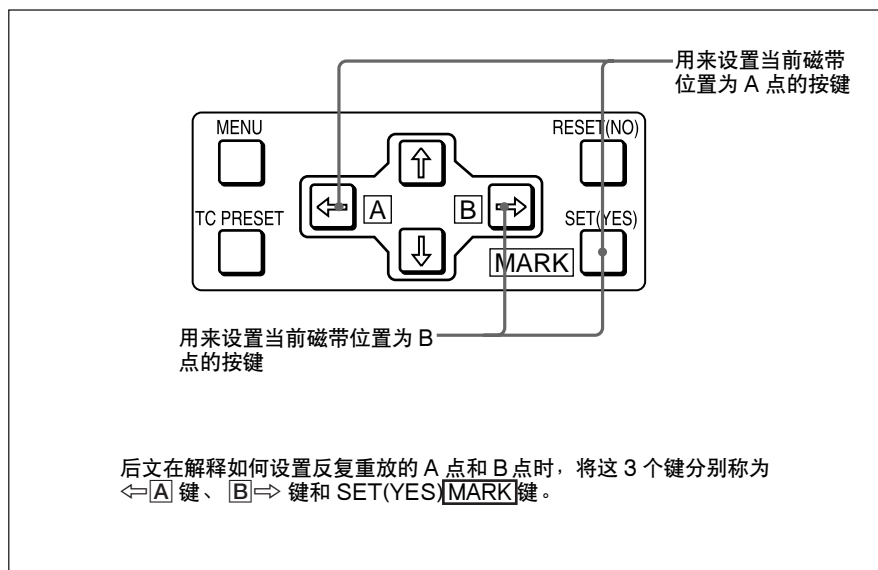 用来设置当前磁带
位置为 A 点的按键
MENU
RESET(NO)
A
B
TC PRESET
SET(YES)
MARK
用来设置当前磁带位置为 B
点的按键
后文在解释如何设置反复重放的 A 点和 B 点时，将这 3 个键分别称为
⇦A 键、 B⇨ 键和 SET(YES)MARK键。